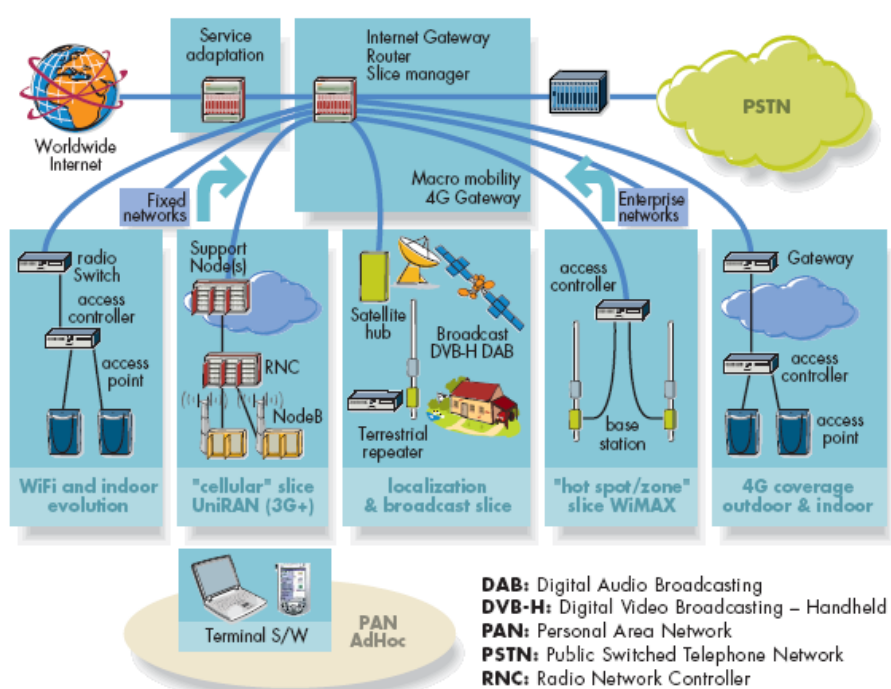 Service
adaptation
Internet Gateway
Router
Slice manager
PSTN
Worldwide
Internet
Fixed
networks
Macro mobility
4G Gateway
Enterprise
networks
radio
Switch
access
controller
access
point
WiFi and indoor
evolution
Support
Node(s)
RNC
NodeB
"cellular" slice
UniRAN (3G+)
Satellite
hub
Broadcast
DVB-H DAB
Terrestrial
repeater
localization
& broadcast slice
access
controller
base
station
"hot spot/zone"
slice WiMAX
Gateway
access
controller
access
point
4G coverage
outdoor & indoor
Terminal S/W
PAN
AdHoc
DAB: Digital Audio Broadcasting
DVB-H: Digital Video Broadcasting – Handheld
PAN: Personal Area Network
PSTN: Public Switched Telephone Network
RNC: Radio Network Controller